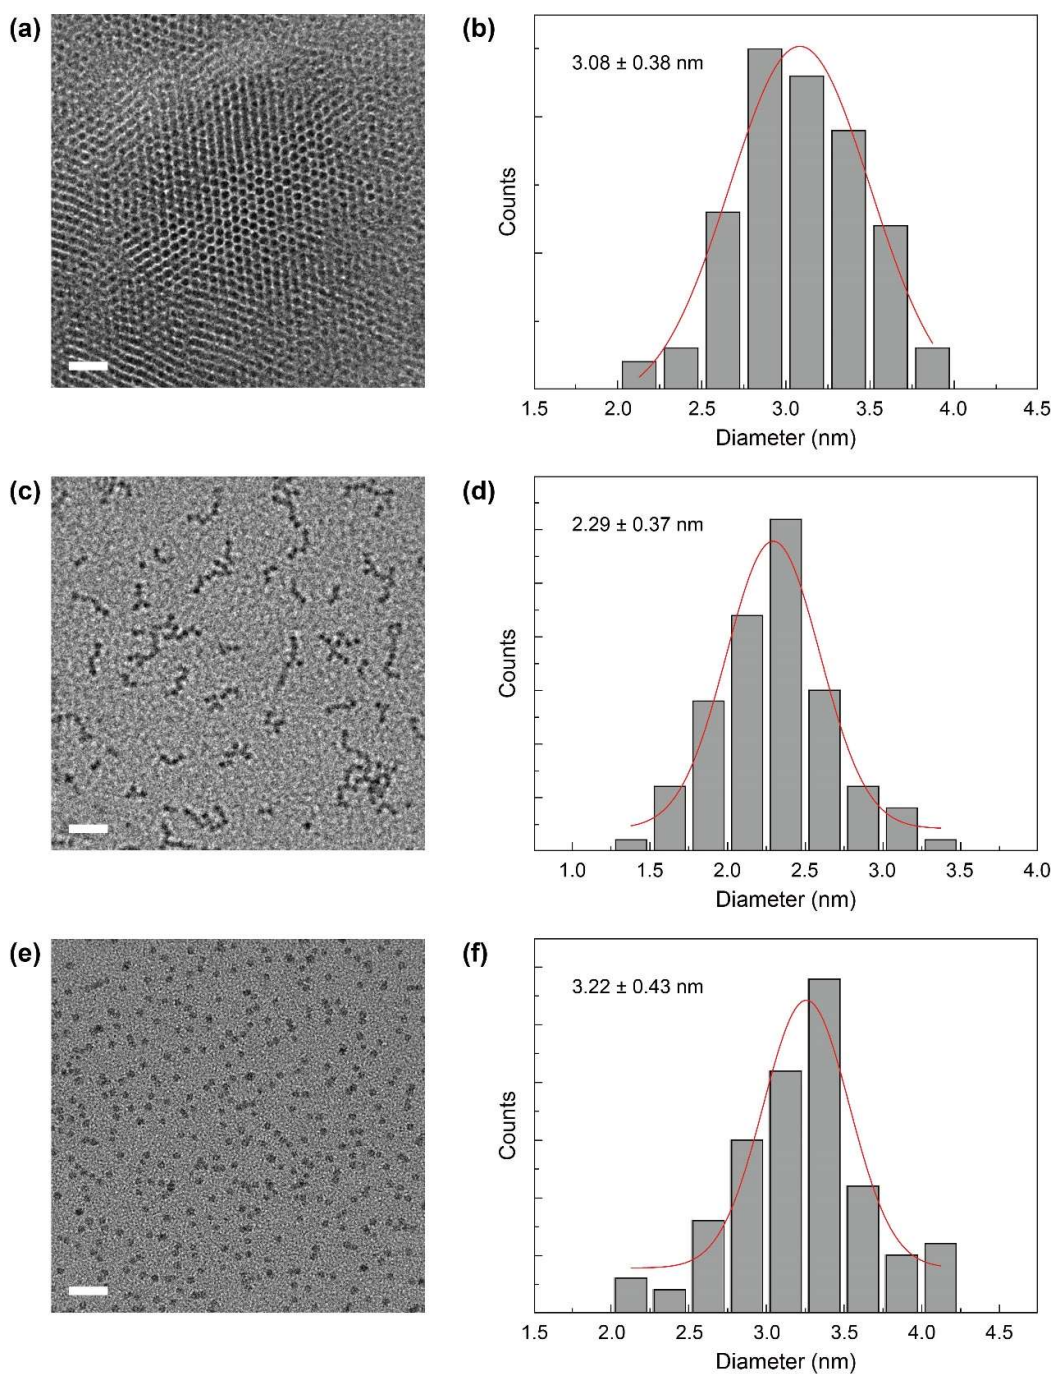 (a)
(b)
3.08 ± 0.38 nm
Counts
1.5 2.0 2.5 3.0 3.5 4.0 4.5
Diameter (nm)
(c)
(d)
2.29 ± 0.37 nm
Counts
1.0 1.5 2.0 2.5 3.0 3.5 4.0
Diameter (nm)
(e)
(f)
3.22 ± 0.43 nm
Counts
1.5 2.0 2.5 3.0 3.5 4.0 4.5
Diameter (nm)